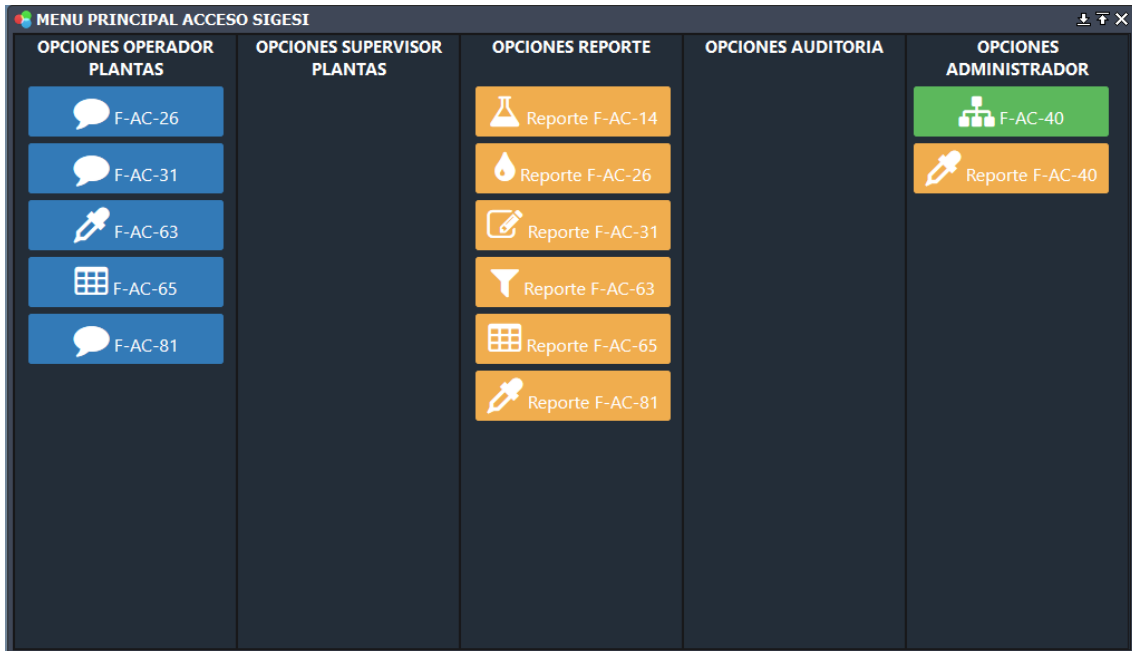 MENU PRINCIPAL ACCESO SIGESI
OPCIONES OPERADOR
PLANTAS
F-AC-26
F-AC-31
F-AC-63
F-AC-65
F-AC-81
OPCIONES SUPERVISOR
PLANTAS
OPCIONES REPORTE
Reporte F-AC-14
Reporte F-AC-26
Reporte F-AC-31
Reporte F-AC-63
Reporte F-AC-65
Reporte F-AC-81
OPCIONES AUDITORIA
OPCIONES
ADMINISTRADOR
F-AC-40
Reporte F-AC-40